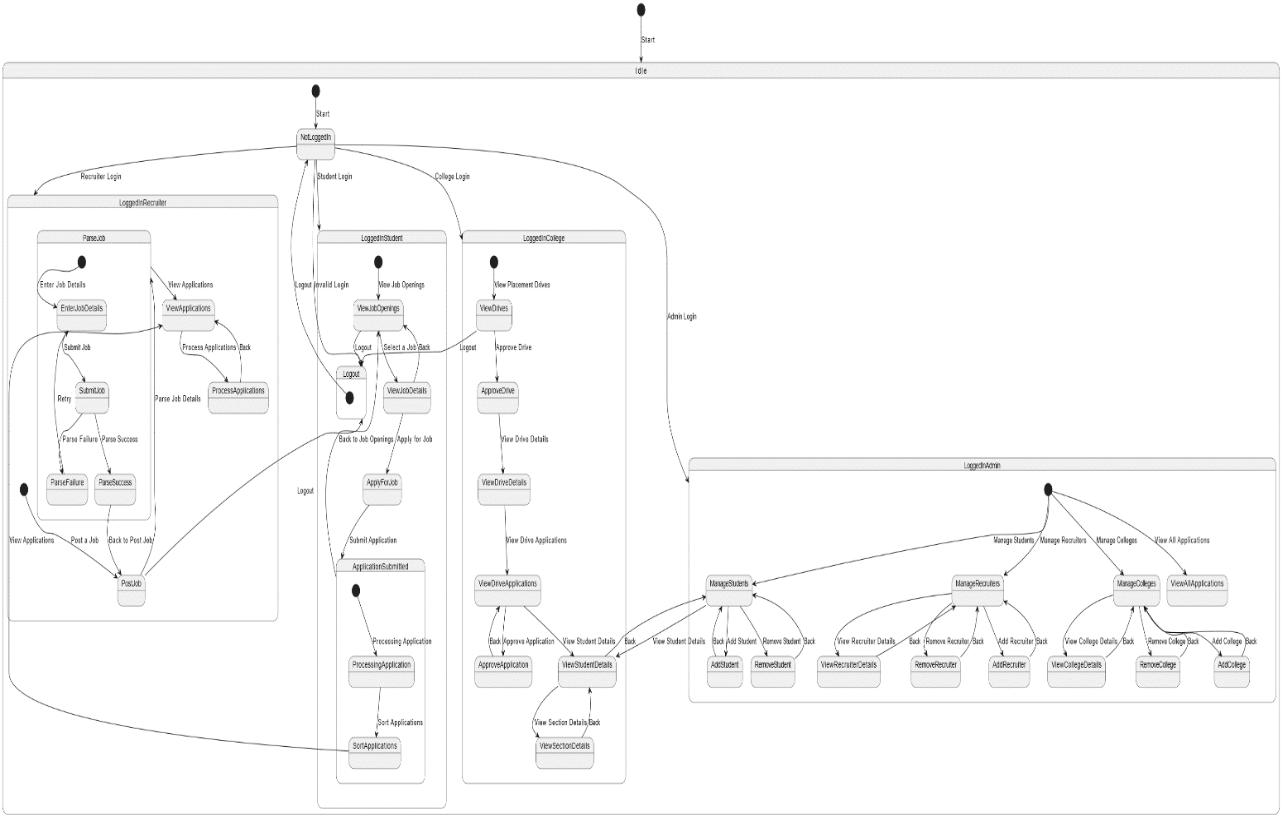 Start
Idle
Start
NotLoggedIn
Recruiter Login
Student Login
College Login
Admin Login
LoggedInRecruiter
ParseJob
Enter Job Details
EnterJobDetails
Submit Job
SubmitJob
Retry
Parse Failure
Parse Success
ParseFailure
ParseSuccess
View Applications
ViewApplications
Process Applications
Back
ProcessApplications
Parse Job Details
View Applications
Post a Job
Back to Post Job
PostJob
LoggedInStudent
View Job Openings
ViewJobOpenings
Logout
Invalid Login
Logout
Select a Job
Back
Logout
ViewJobDetails
Back to Job Openings
Apply for Job
ApplyForJob
Logout
Submit Application
ApplicationSubmitted
Processing Application
ProcessingApplication
Sort Applications
SortApplications
LoggedInCollege
View Placement Drives
ViewDrives
Logout
Approve Drive
ApproveDrive
View Drive Details
ViewDriveDetails
View Drive Applications
ViewDriveApplications
Back
Approve Application
View Student Details
Back
ApproveApplication
ViewStudentDetails
View Section Details
Back
ViewSectionDetails
LoggedInAdmin
Manage Students
Manage Recruiters
Manage Colleges
View All Applications
ManageStudents
ManageRecruiters
ManageColleges
ViewAllApplications
View Student Details
Back
Add Student
Remove Student
Back
View Recruiter Details
Back
Remove Recruiter
Back
Add Recruiter
Back
View College Details
Back
Remove College
Back
Add College
Back
AddStudent
RemoveStudent
ViewRecruiterDetails
RemoveRecruiter
AddRecruiter
ViewCollegeDetails
RemoveCollege
AddCollege